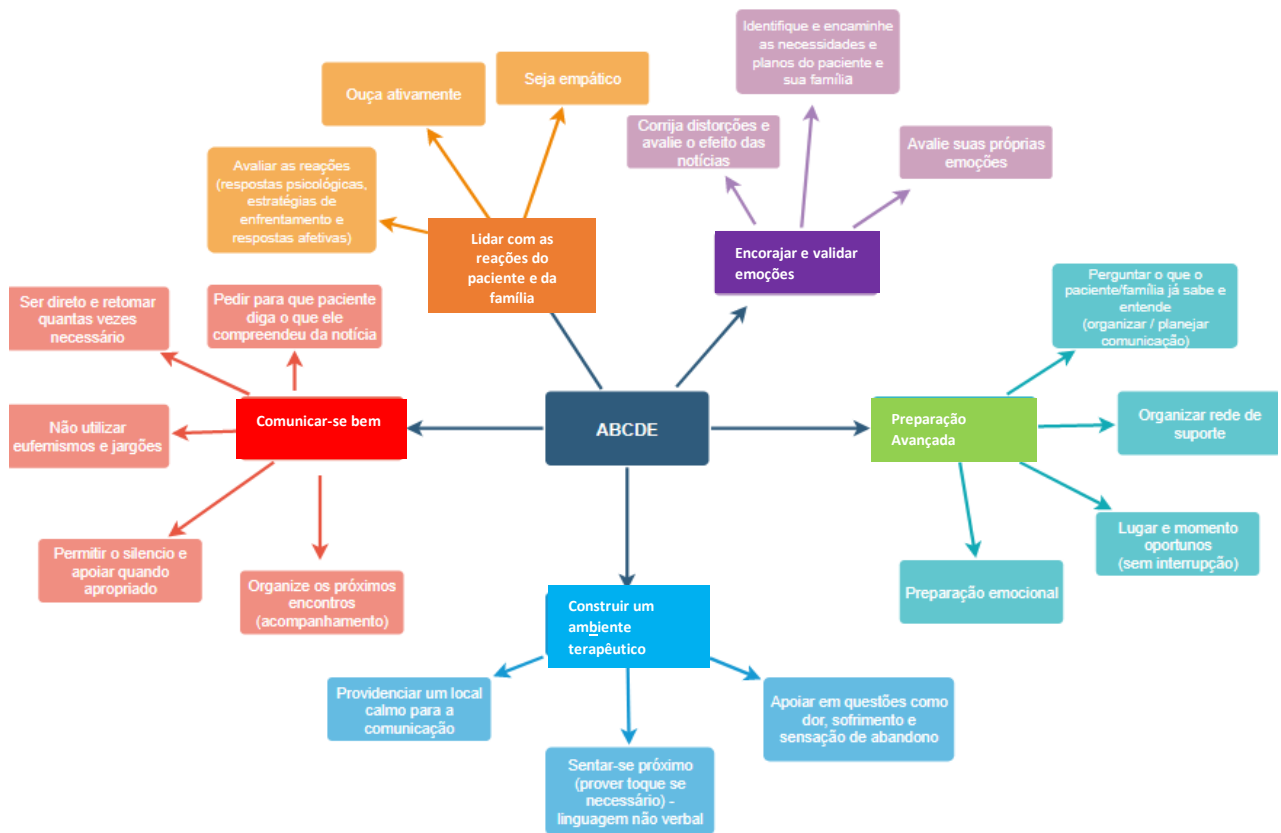 Identifique e encaminhe
as necessidades e
planos do paciente e
sua família
Seja empático
Ouça ativamente
Corrija distorções e
avalie o efeito das
notícias
Avalie suas próprias
emoções
Avaliar as reações
(respostas psicológicas,
estratégias de
enfrentamento e
respostas afetivas)
Lidar com as
reações do
paciente e da
família
Encorajar e validar
emoções
Perguntar o que o
paciente/família já sabe e
entende
(organizar / planejar
comunicação)
Ser direto e retomar
quantas vezes
necessário
Pedir para que paciente
diga o que ele
compreendeu da notícia
Não utilizar
eufemismos e jargões
Comunicar-se bem
ABCDE
Preparação
Avançada
Organizar rede de
suporte
Permitir o silencio e
apoiar quando
apropriado
Organize os próximos
encontros
(acompanhamento)
Lugar e momento
oportunos
(sem interrupção)
Preparação emocional
Construir um
ambiente
terapêutico
Providenciar um local
calmo para a
comunicação
Sentar-se próximo
(prover toque se
necessário) -
linguagem não verbal
Apoiar em questões como
dor, sofrimento e
sensação de abandono